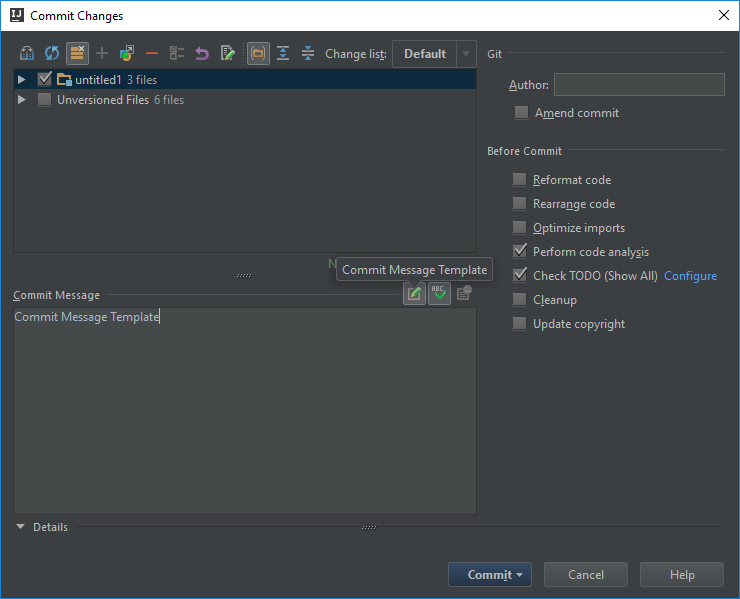 Commit Changes
Change list: Default
untitled1 3 files
Unversioned Files 6 files
Git
Author:
Amend commit
Before Commit
Reformat code
Rearrange code
Optimize imports
Perform code analysis
Check TODO (Show All) Configure
Cleanup
Update copyright
N
Commit Message Template
Commit Message
ABC
Commit Message Template
Details
Commit
Cancel
Help